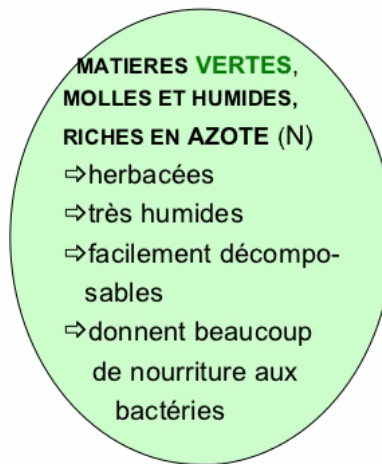 MATIERES VERTES,
MOLLES ET HUMIDES,
RICHES EN AZOTE (N)
⇨herbacées
⇨très humides
⇨facilement décompo-
sables
⇨donnent beaucoup
de nourriture aux
bactéries